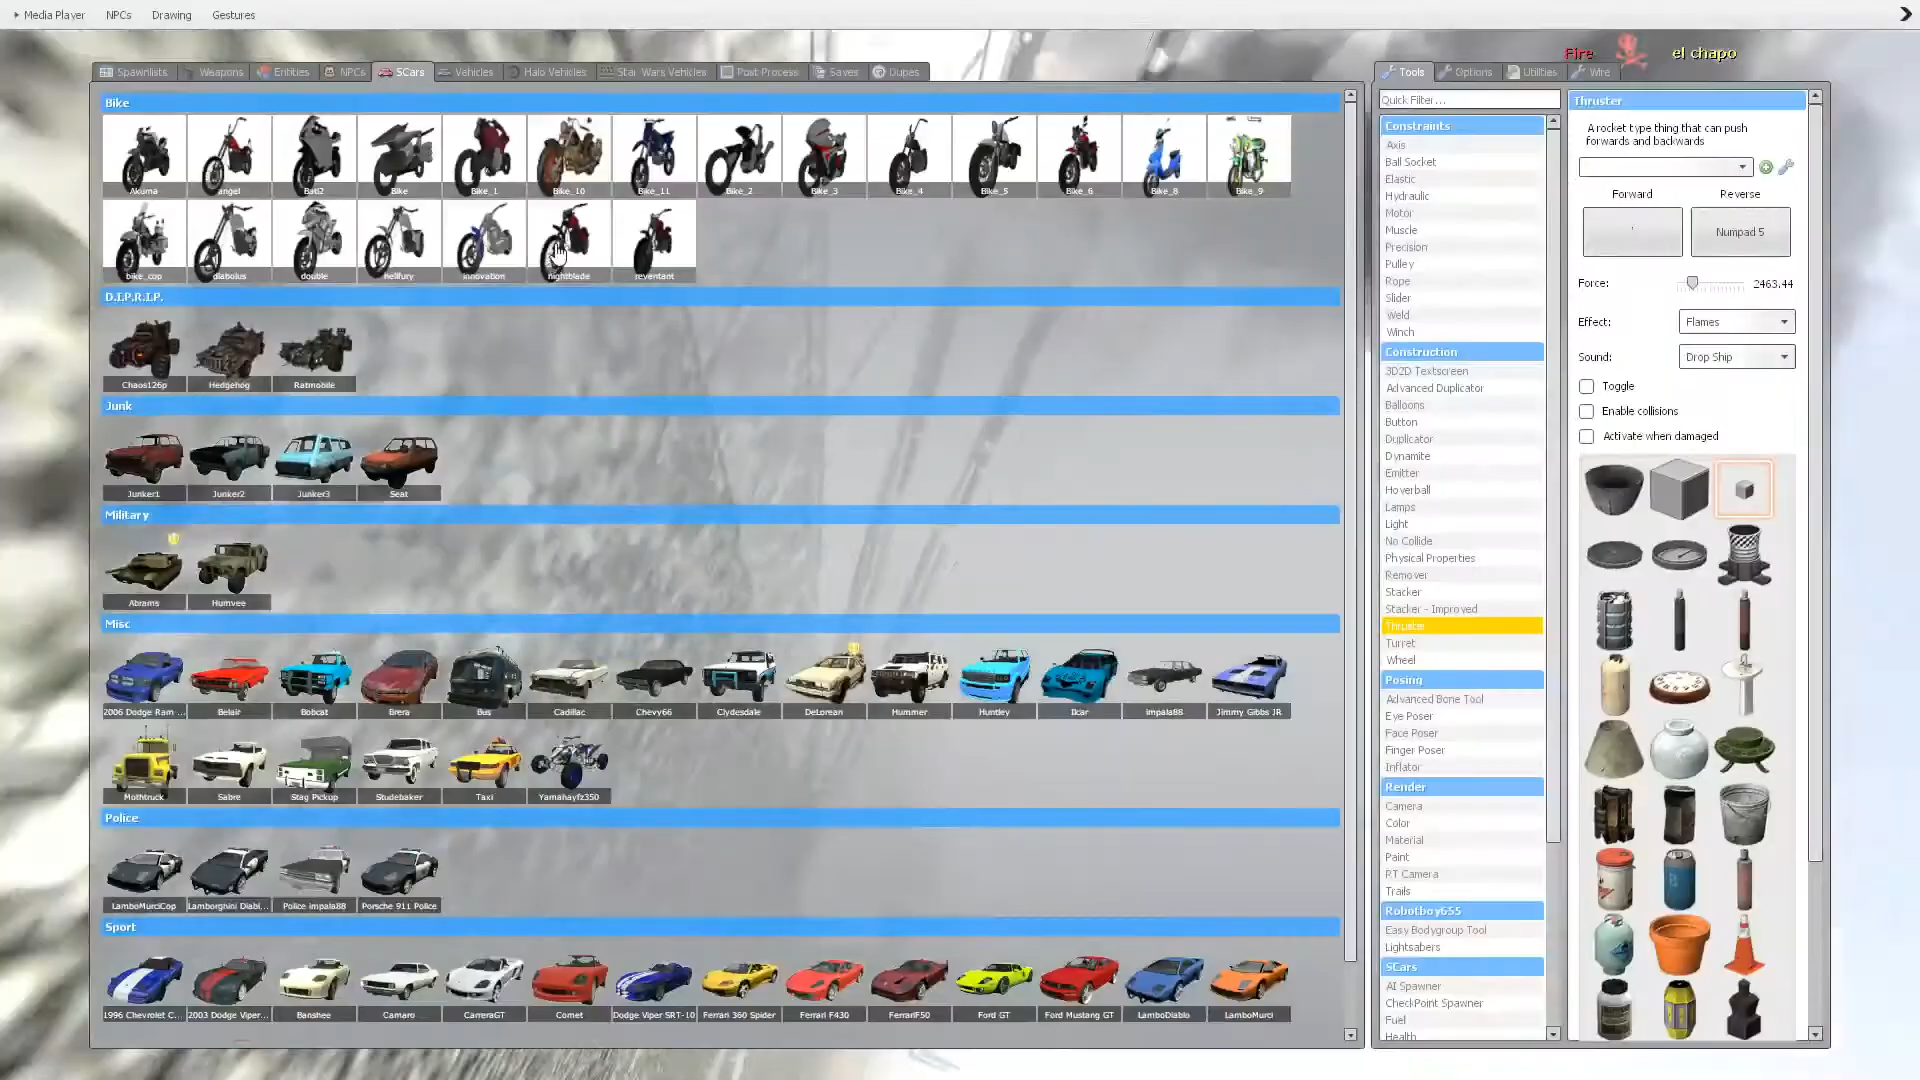 Media Player NPCs Drawing Gestures
Fire el chapo
Spawnlists Weapons Entities NPCs SCars Vehicles Halo Vehicles Star Wars Vehicles Post Process Saves Dupes
Bike
Akuma angel Bati2 Bike Bike_1 Bike_10 Bike_11 Bike_2 Bike_3 Bike_4 Bike_5 Bike_6 Bike_8 Bike_9
bike_cop diabolus double hellfury innovation nightblade reventant
D.I.P.R.I.P.
Chaos126p Hedgehog Ratmobile
Junk
Junker1 Junker2 Junker3 Seat
Military
Abrams Humvee
Misc
2006 Dodge Ram ... Belair Bobcat Brera Bus Cadillac Chevy66 Clydesdale DeLorean Hummer Huntley Ilcar impala88 Jimmy Gibbs JR
Mothtruck Sabre Stag Pickup Studebaker Taxi Yamahayfz350
Police
LamboMurciCop Lamborghini Diabl... Police impala88 Porsche 911 Police
Sport
1996 Chevrolet C... 2003 Dodge Viper... Banshee Camaro CarreraGT Comet Dodge Viper SRT-10 Ferrari 360 Spider Ferrari F430 FerrariF50 Ford GT Ford Mustang GT LamboDiablo LamboMurci
Tools Options Utilities Wire
Quick Filter ...
Constraints
Axis
Ball Socket
Elastic
Hydraulic
Motor
Muscle
Precision
Pulley
Rope
Slider
Weld
Winch
Construction
3D2D Textscreen
Advanced Duplicator
Balloons
Button
Duplicator
Dynamite
Emitter
Hoverball
Lamps
Light
No Collide
Physical Properties
Remover
Stacker
Stacker - Improved
Thruster
Turret
Wheel
Posing
Advanced Bone Tool
Eye Poser
Face Poser
Finger Poser
Inflator
Render
Camera
Color
Material
Paint
RT Camera
Trails
Robotboy655
Easy Bodygroup Tool
Lightsabers
SCars
AI Spawner
CheckPoint Spawner
Fuel
Health
Thruster
A rocket type thing that can push
forwards and backwards
Forward Reverse
' Numpad 5
Force: 2463.44
Effect: Flames
Sound: Drop Ship
Toggle
Enable collisions
Activate when damaged